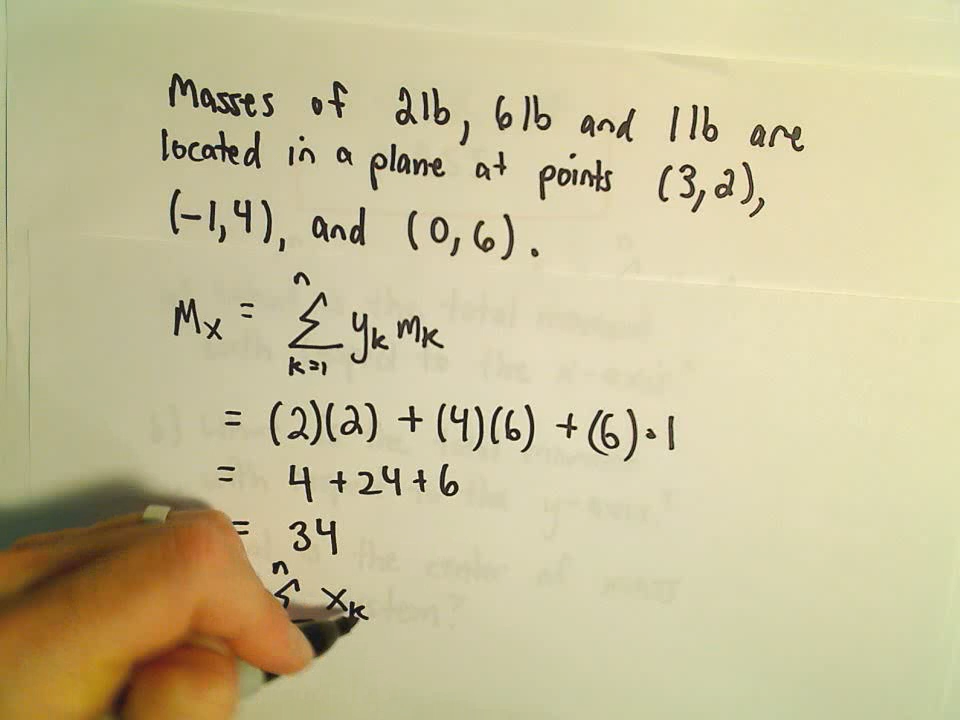 Masses of 2lb, 6lb and 1lb are
located in a plane at points (3,2),
(-1,4), and (0,6).
Mx = n∑k=1 yk mk
= (2)(2) + (4)(6) + (6)·1
= 4 + 24 + 6
= 34
n∑ xk